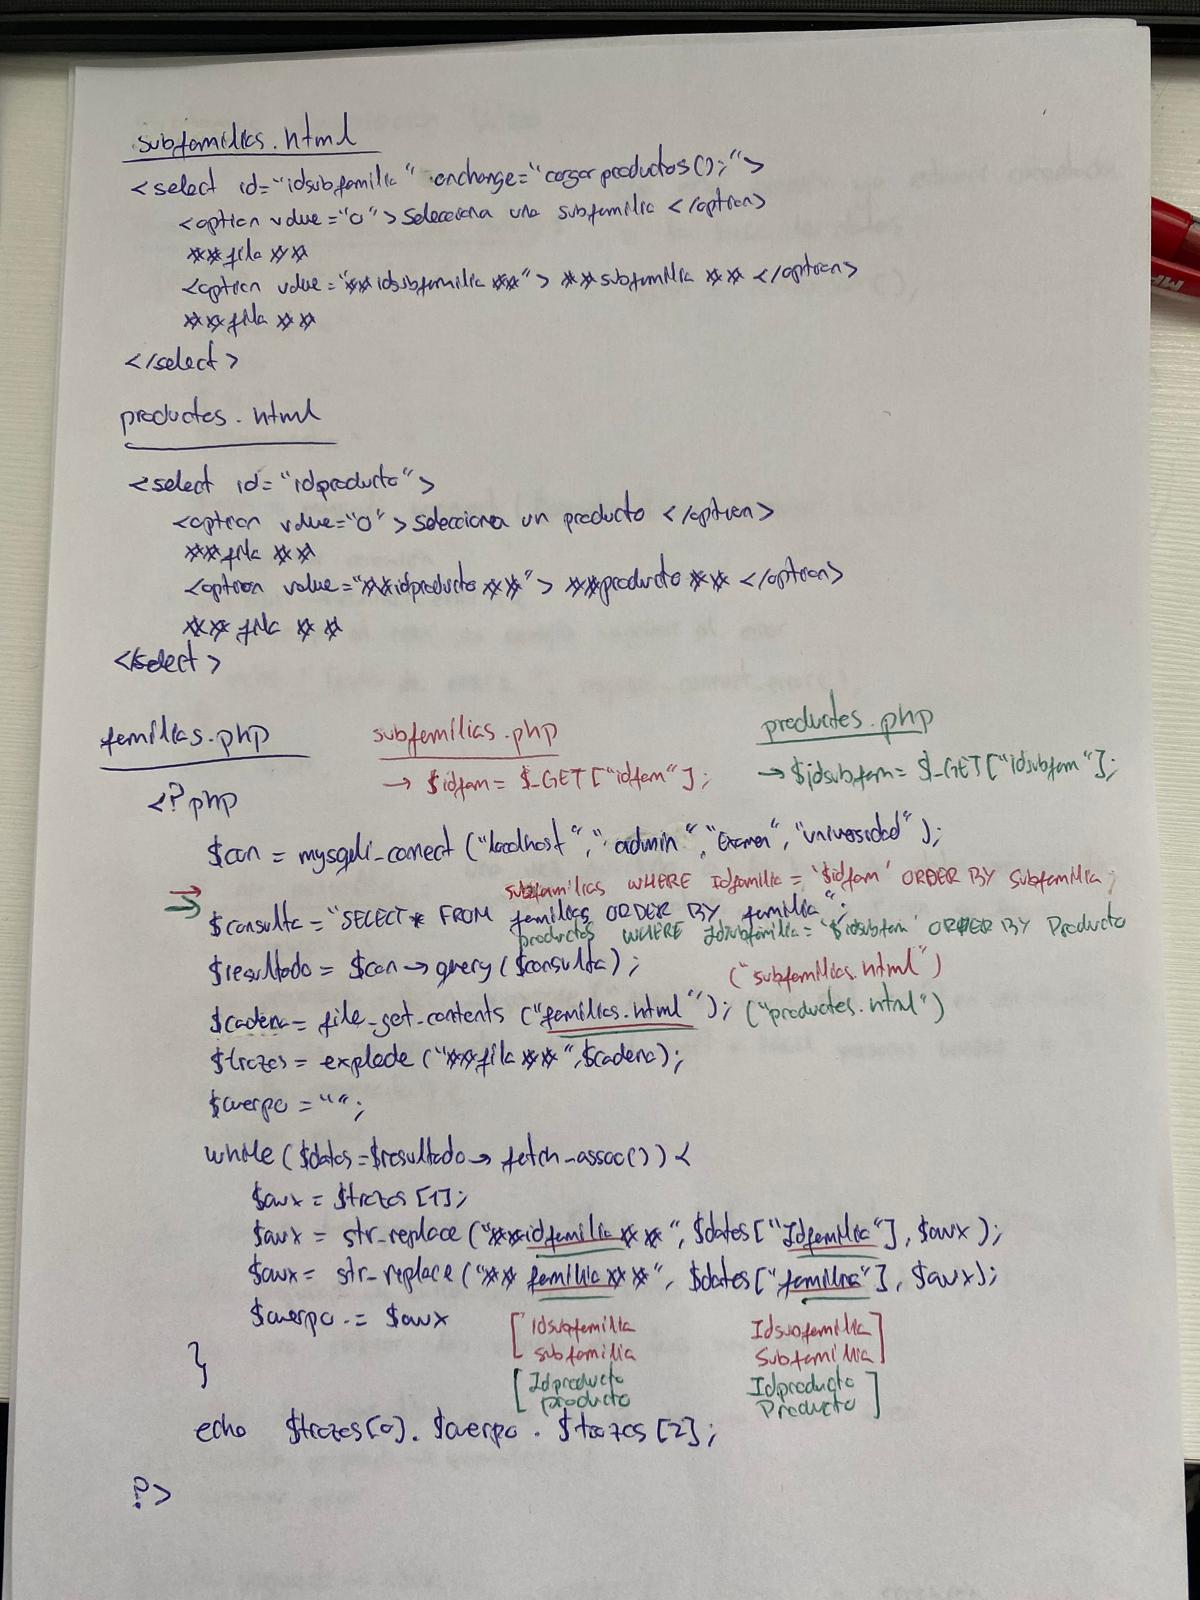 subfamilias.html
<select id="idsubfamilia" onchange="cargarproductos();">
<option value="0">Selecciona una subfamilia </option>
##fila ##
<option value="##idsubfamilia ##"> ##subfamilia ## </option>
##fila ##
</select>
productos.html
<select id="idproducto">
<option value="0">Selecciona un producto </option>
##fila ##
<option value="##idproducto ##"> ##producto ## </option>
## fila ##
</select>
familias.php subfamilias.php productos.php
→ $idfam= $_GET["idfam"]; → $idsubfam= $_GET["idsubfam"];
<?php
$con = mysqli_connect ("localhost", "admin", "Examen", "universidad");
subfamilias WHERE Idfamilia = '$idfam' ORDER BY Subfamilia;
$consulta="SELECT * FROM familias ORDER BY familia";
productos WHERE Idsubfamilia= '$idsubfam' ORDER BY Producto
$resultado = $con→query($consulta); ("subfamilias.html")
$cadena= file_get_contents ("familias.html"); ("productos.html")
$trozos = explode ("##fila ##",$cadena);
$cuerpo = "";
while ($datos=$resultado→ fetch_assoc()) {
$aux = $trozos [1];
$aux = str_replace ("##idfamilia ##", $datos["Idfamilia"], $aux);
$aux= str_replace ("## familia ##", $datos["familia"], $aux);
$cuerpo .= $aux
[ idsubfamilia Idsubfamilia ]
subfamilia Subfamilia
}
[ Idproducto Idproducto ]
producto Producto
echo $trozos[0]. $cuerpo . $trozos [2];
?>